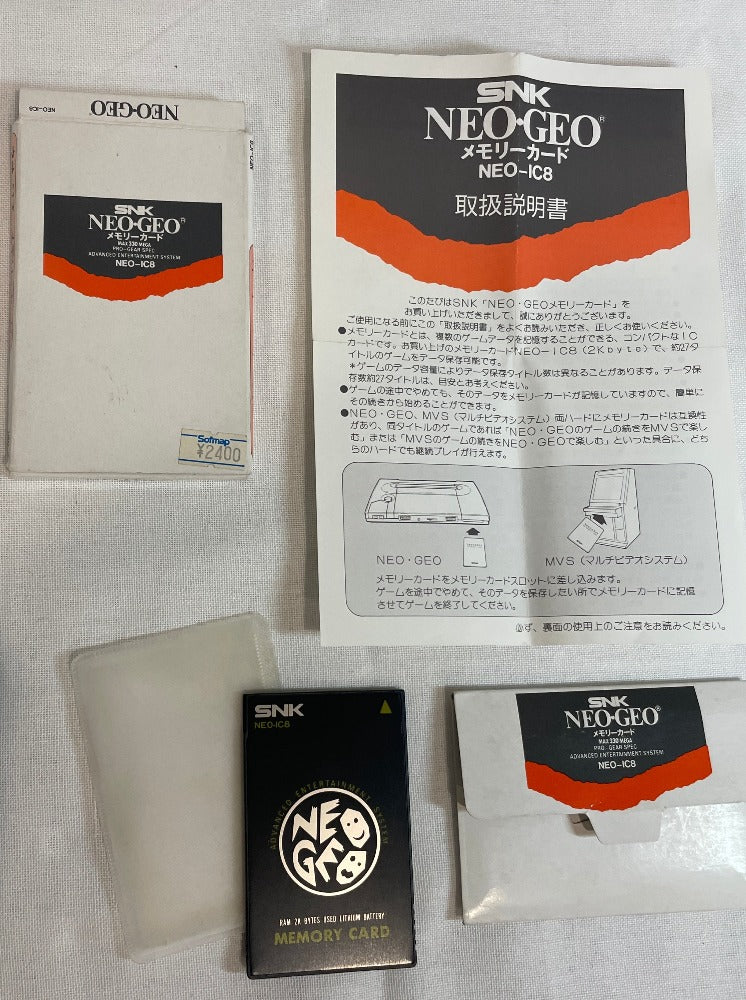 NEO-IC8
NEO•GEO
SNK
NEO•GEO®
メモリーカード
MAX 330 MEGA
PRO-GEAR SPEC
ADVANCED ENTERTAINMENT SYSTEM
NEO-IC8
Sofmap
¥2400
SNK
NEO•GEO®
メモリーカード
NEO-IC8
取扱説明書
このたびはSNK「NEO・GEOメモリーカード」を
お買い上げいただきまして、誠にありがとうございます。
ご使用になる前にこの「取扱説明書」をよくお読みいただき、正しくお使いください。
●メモリーカードとは、複数のゲームデータを記憶することができる、コンパクトなIC
カードです。お買い上げのメモリーカードNEO-IC8(2Kbyte)で、約27タ
イトルのゲームをデータ保存可能です。
*ゲームのデータ容量によりデータ保存タイトル数は異なることがあります。データ保
存数約27タイトルは、目安とお考えください。
●ゲームの途中でやめても、そのデータをメモリーカードが記憶していますので、簡単に
その続きから始めることができます。
●NEO・GEO、MVS(マルチビデオシステム)両ハードにメモリーカードは互換性
があり、同タイトルのゲームであれば「NEO・GEOのゲームの続きをMVSで楽し
む」または「MVSのゲームの続きをNEO・GEOで楽しむ」といった具合に、どち
らのハードでも継続プレイが行えます。
NEO・GEO
MVS(マルチビデオシステム)
メモリーカードをメモリーカードスロットに差し込みます。
ゲームを途中でやめて、そのデータを保存したい所でメモリーカードに記憶
させてゲームを終了してください。
必ず、裏面の使用上のご注意をお読みください。
SNK
NEO-IC8
ADVANCED ENTERTAINMENT SYSTEM
NEO
GEO
RAM 2K BYTES USED LITHIUM BATTERY
MEMORY CARD
SNK
NEO•GEO®
メモリーカード
MAX 330 MEGA
PRO-GEAR SPEC
ADVANCED ENTERTAINMENT SYSTEM
NEO-IC8